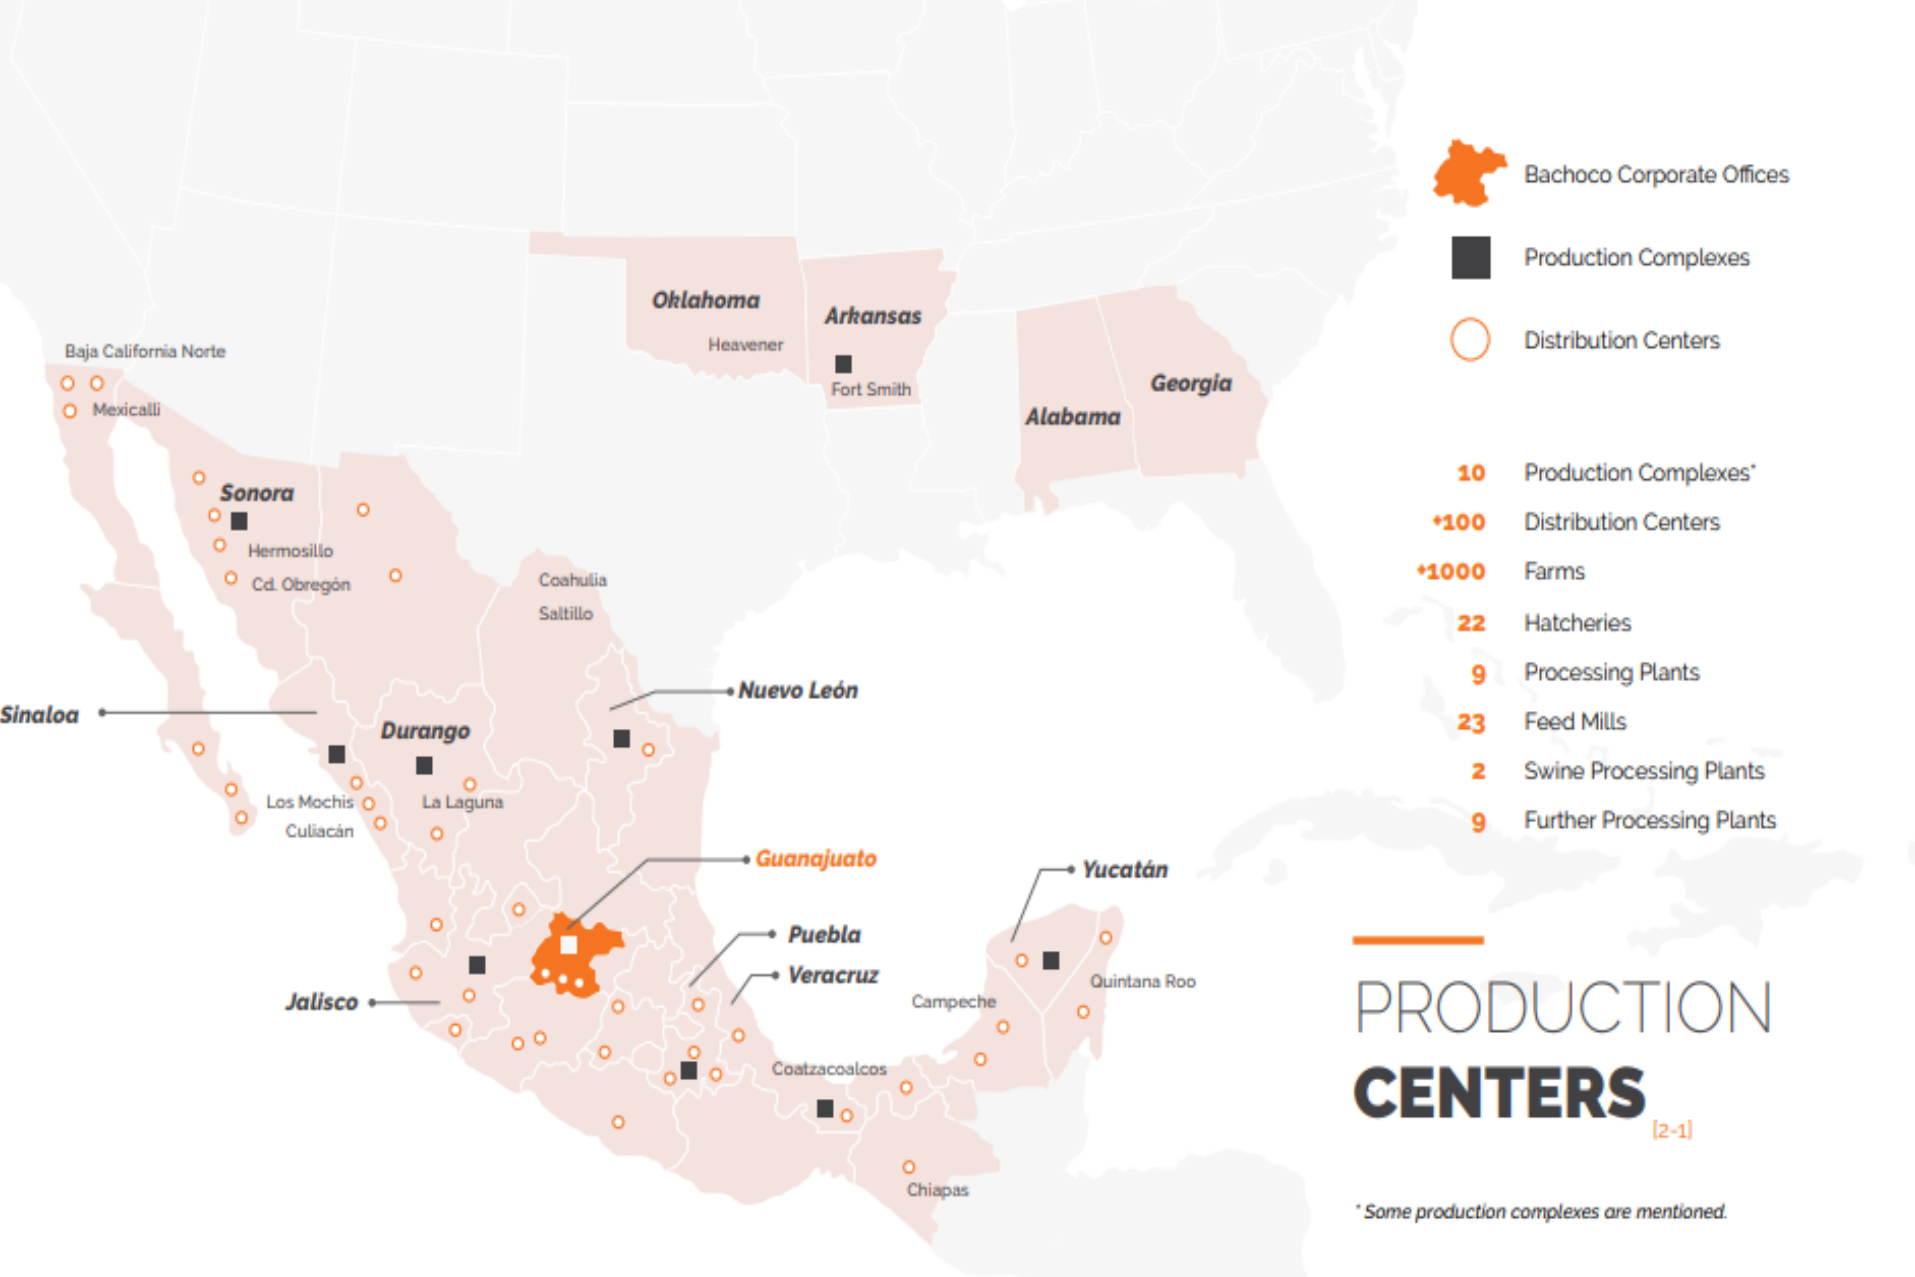 Bachoco Corporate Offices
Production Complexes
Distribution Centers
Oklahoma
Heavener
Arkansas
Fort Smith
Alabama
Georgia
Baja California Norte
Mexicalli
Sonora
Hermosillo
Cd. Obregón
Coahulia
Saltillo
Nuevo León
Sinaloa
Durango
Los Mochis
La Laguna
Culiacán
Guanajuato
Yucatán
Puebla
Veracruz
Jalisco
Quintana Roo
Campeche
Coatzacoalcos
Chiapas
10 Production Complexes*
+100 Distribution Centers
+1000 Farms
22 Hatcheries
9 Processing Plants
23 Feed Mills
2 Swine Processing Plants
9 Further Processing Plants
PRODUCTION
CENTERS
[2-1]
* Some production complexes are mentioned.